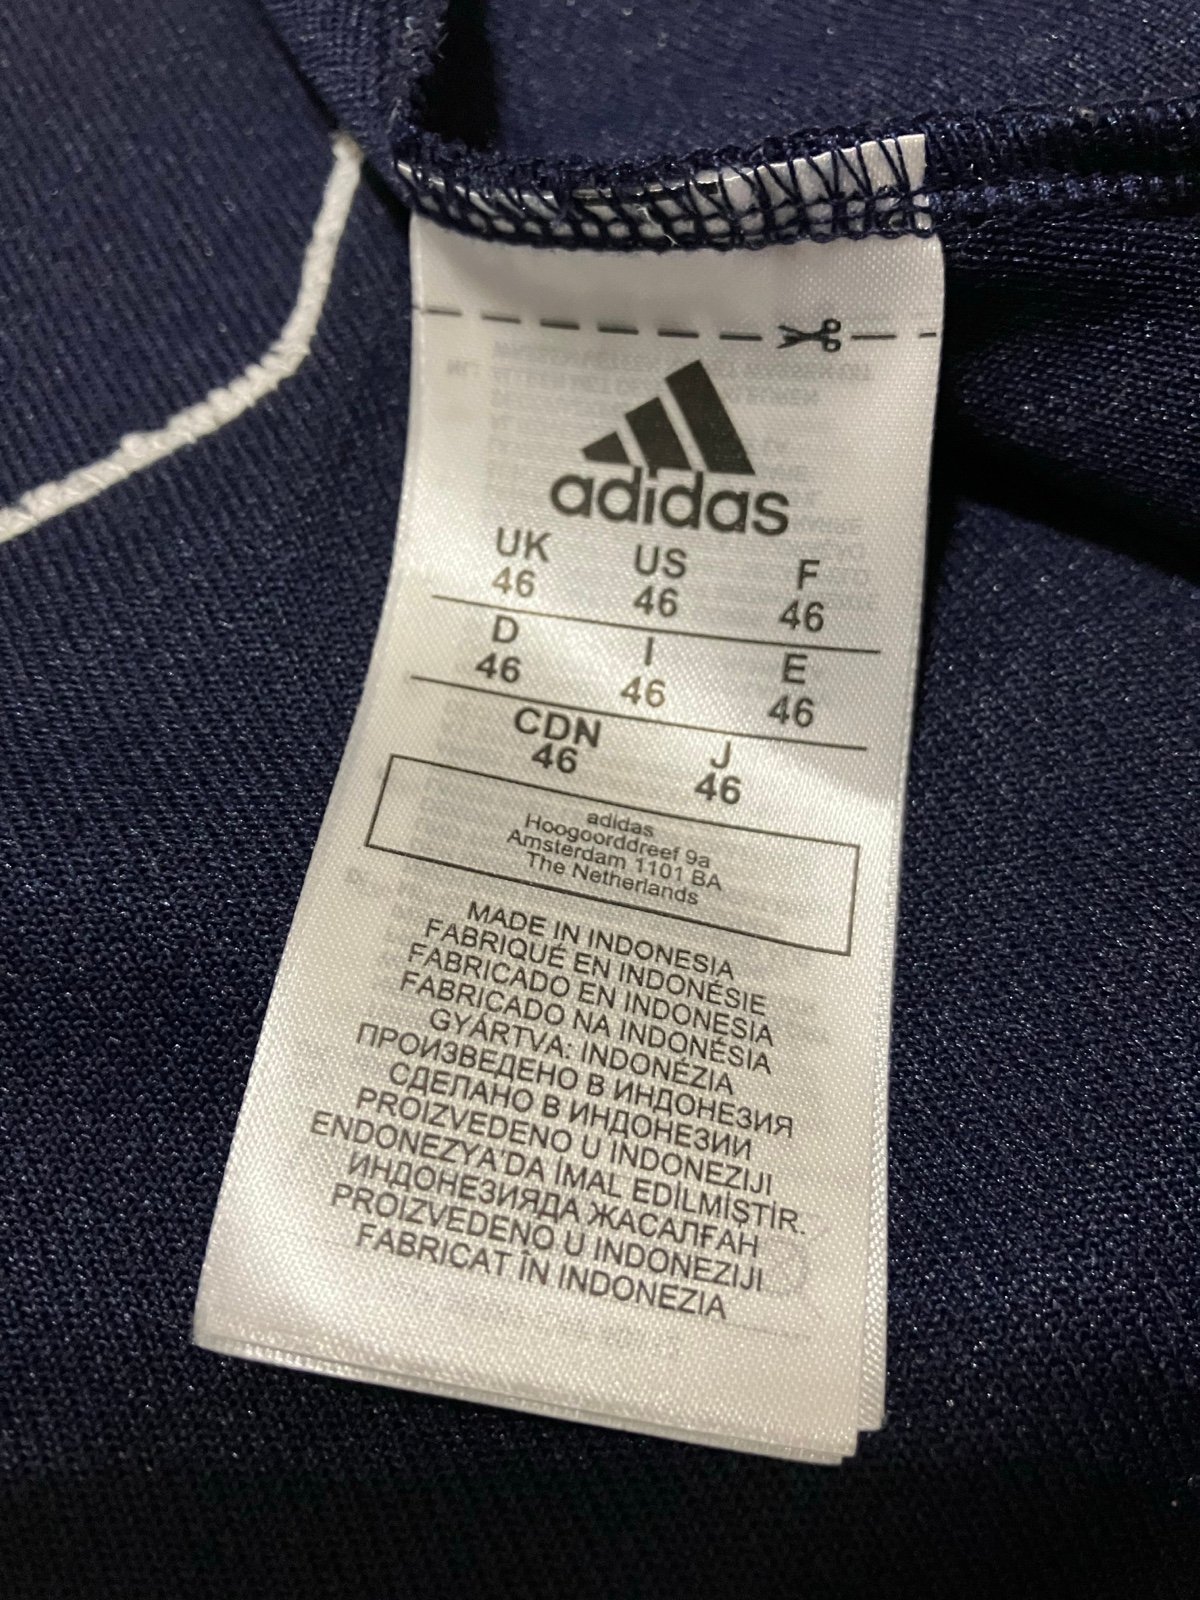 adidas
UK US F
46 46 46
D I E
46 46 46
CDN J
46 46
adidas
Hoogoorddreef 9a
Amsterdam 1101 BA
The Netherlands
MADE IN INDONESIA
FABRIQUÉ EN INDONÉSIE
FABRICADO EN INDONESIA
FABRICADO NA INDONÉSIA
GYÁRTVA: INDONÉZIA
ПРОИЗВЕДЕНО В ИНДОНЕЗИЯ
СДЕЛАНО В ИНДОНЕЗИИ
PROIZVEDENO U INDONEZIJI
ENDONEZYA'DA İMAL EDİLMİŞTİR.
ИНДОНЕЗИЯДА ЖАСАЛҒАН
PROIZVEDENO U INDONEZIJI
FABRICAT ÎN INDONEZIA